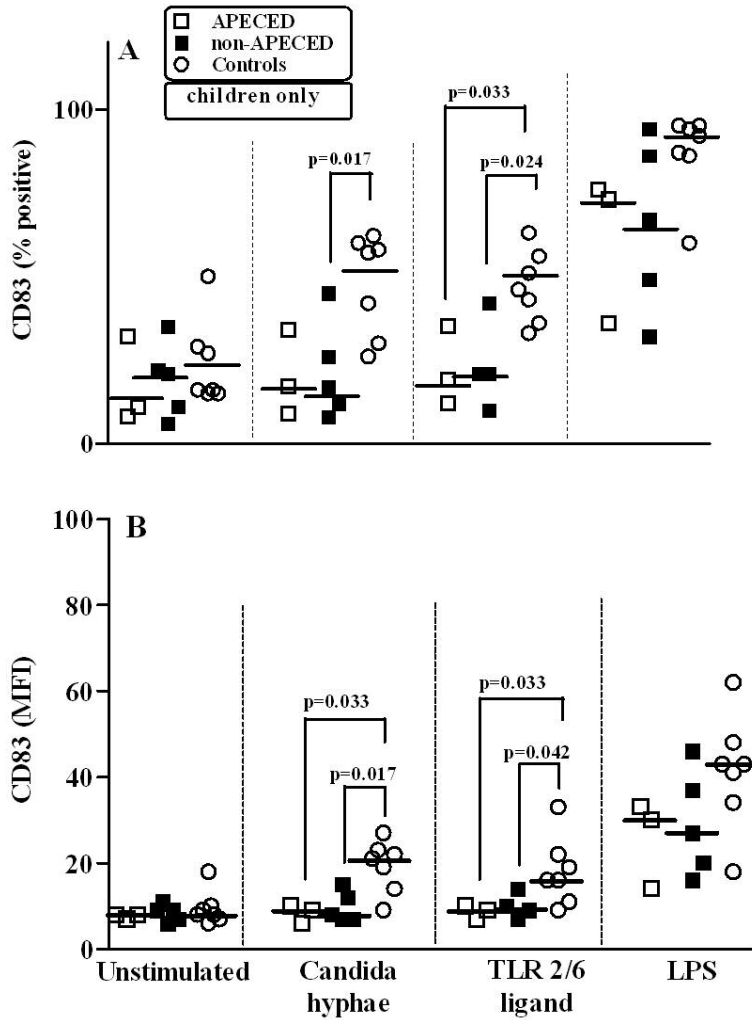 A
APECED
non-APECED
Controls
children only
100
0
CD83 (% positive)
p=0.017
p=0.033
p=0.024
B
100
80
60
40
20
0
CD83 (MFI)
p=0.033
p=0.017
p=0.033
p=0.042
Unstimulated
Candida
hyphae
TLR 2/6
ligand
LPS